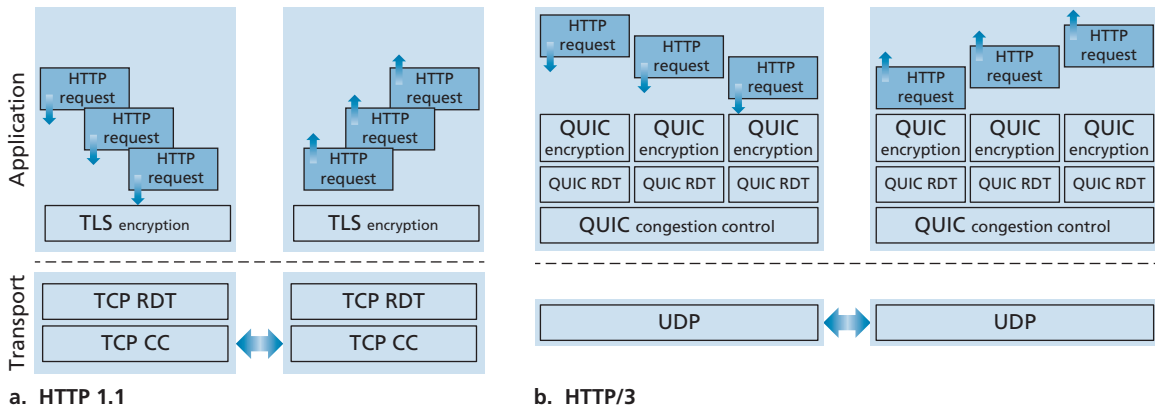 Application
HTTP
request
HTTP
request
HTTP
request
TLS encryption
HTTP
request
HTTP
request
HTTP
request
TLS encryption
Transport
TCP RDT
TCP CC
TCP RDT
TCP CC
a. HTTP 1.1
HTTP
request
HTTP
request
HTTP
request
QUIC
encryption
QUIC
encryption
QUIC
encryption
QUIC RDT
QUIC RDT
QUIC RDT
QUIC congestion control
HTTP
request
HTTP
request
HTTP
request
QUIC
encryption
QUIC
encryption
QUIC
encryption
QUIC RDT
QUIC RDT
QUIC RDT
QUIC congestion control
UDP
UDP
b. HTTP/3